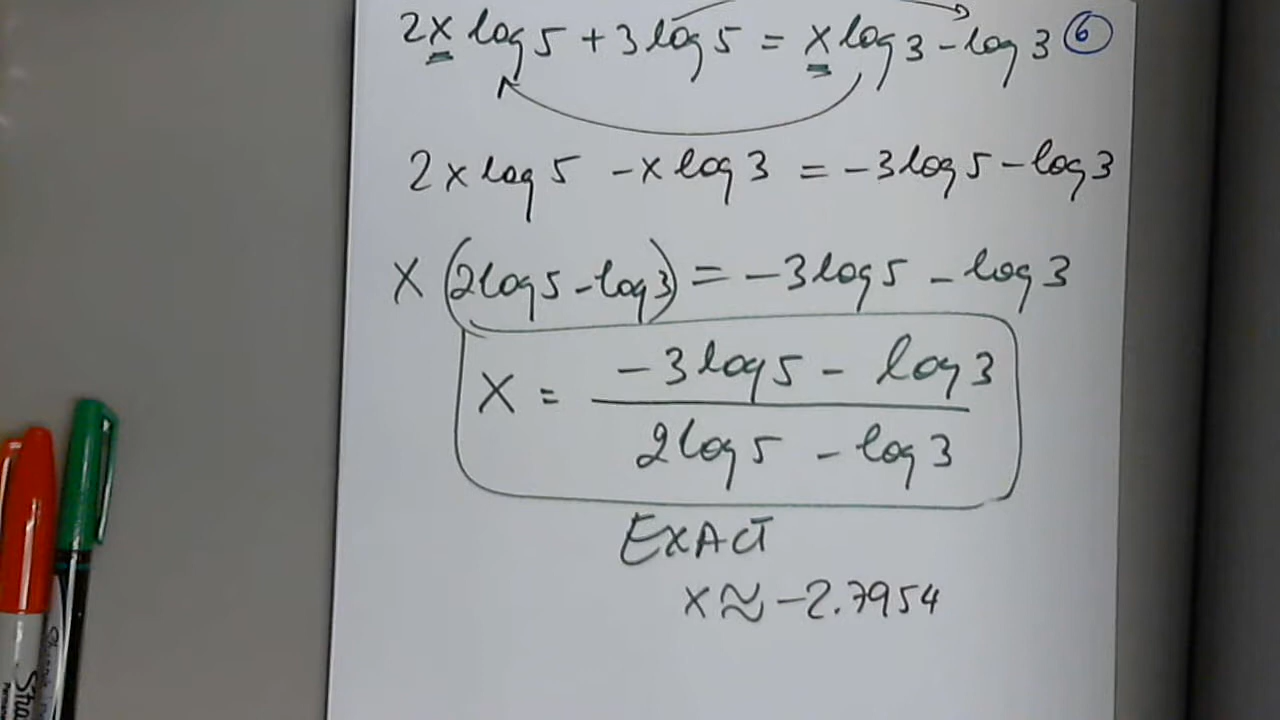 2x log 5 + 3 log 5 = x log 3 - log 3 6
2x log 5 - x log 3 = -3 log 5 - log 3
x (2 log 5 - log 3) = -3 log 5 - log 3
x = -3 log 5 - log 3
2 log 5 - log 3
EXACT
x ≈ -2.7954
Sha